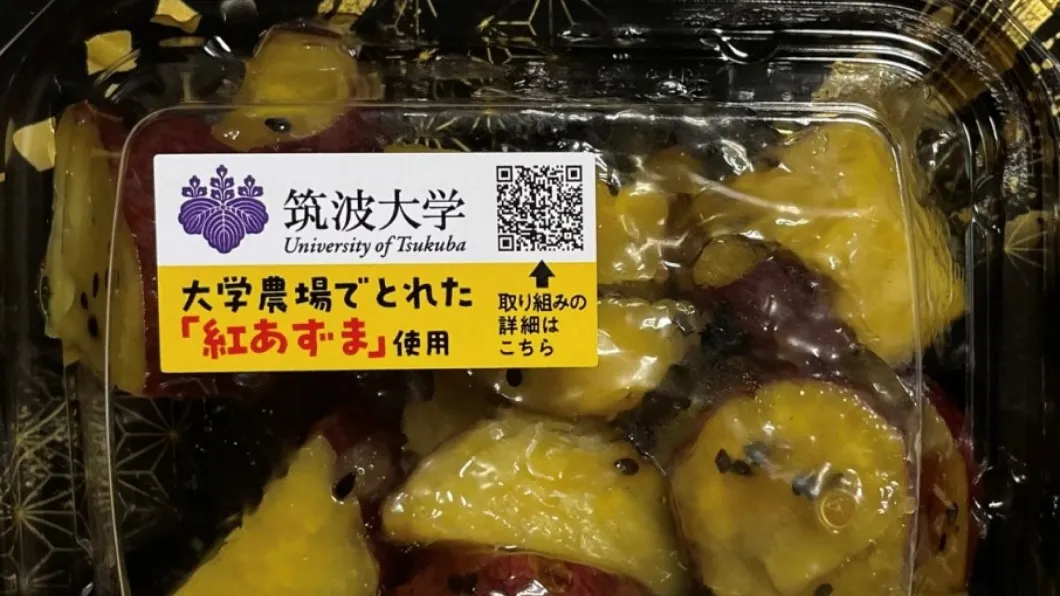 筑波大学
University of Tsukuba
大学農場でとれた
「紅あずま」使用
取り組みの
詳細は
こちら